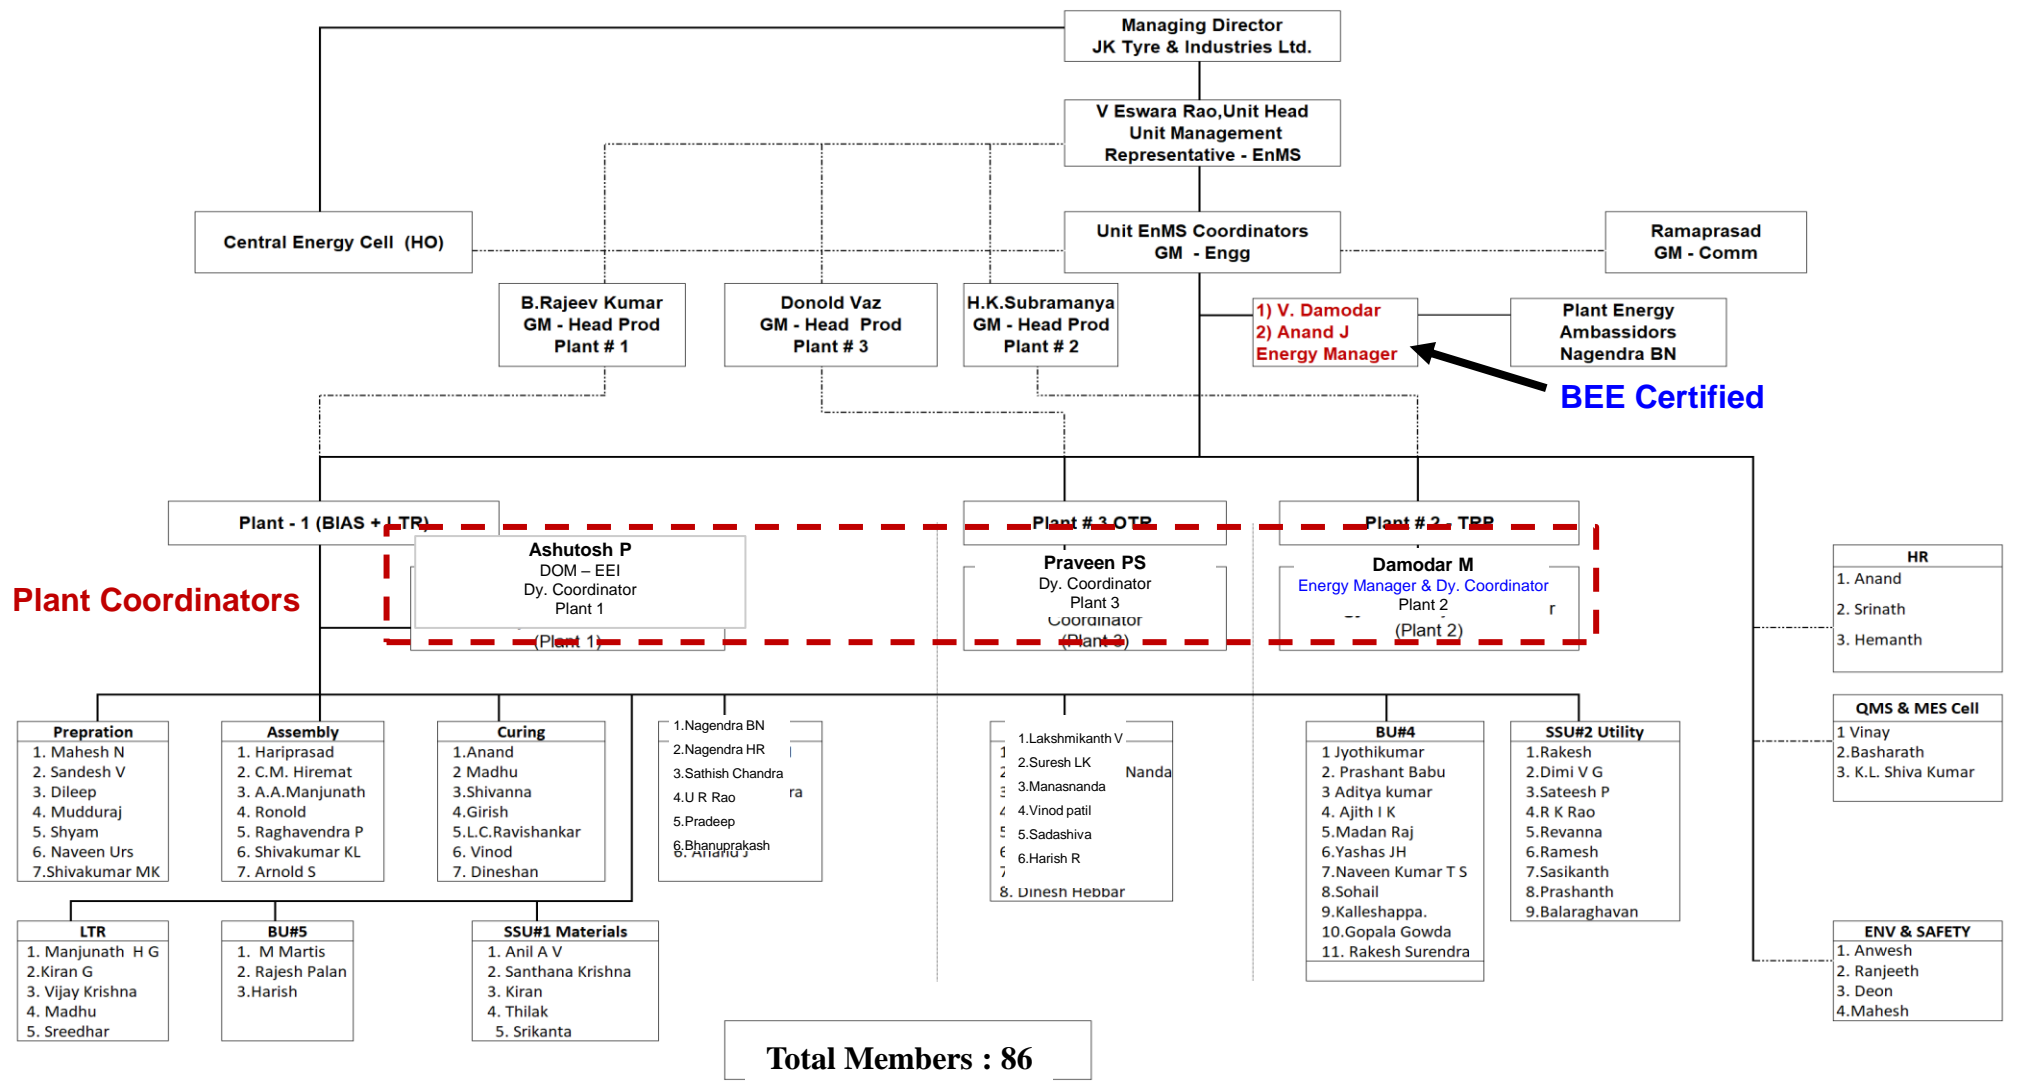 Managing Director
JK Tyre & Industries Ltd.
V Eswara Rao,Unit Head
Unit Management
Representative - EnMS
Central Energy Cell (HO)
Unit EnMS Coordinators
GM - Engg
Ramaprasad
GM - Comm
B.Rajeev Kumar
GM - Head Prod
Plant # 1
Donold Vaz
GM - Head Prod
Plant # 3
H.K.Subramanya
GM - Head Prod
Plant # 2
1) V. Damodar
2) Anand J
Energy Manager
Plant Energy
Ambassidors
Nagendra BN
BEE Certified
Plant - 1 (BIAS + LTR)
Plant # 3 OTR
Plant # 2 - TRP
Plant Coordinators
Ashutosh P
DOM – EEI
Dy. Coordinator
Plant 1
(Plant 1)
Praveen PS
Dy. Coordinator
Plant 3
Coordinator
(Plant 3)
Damodar M
Energy Manager & Dy. Coordinator
Plant 2
r
(Plant 2)
HR
1. Anand
2. Srinath
3. Hemanth
QMS & MES Cell
1 Vinay
2.Basharath
3. K.L. Shiva Kumar
ENV & SAFETY
1. Anwesh
2. Ranjeeth
3. Deon
4.Mahesh
Prepration
1. Mahesh N
2. Sandesh V
3. Dileep
4. Mudduraj
5. Shyam
6. Naveen Urs
7.Shivakumar MK
Assembly
1. Hariprasad
2. C.M. Hiremat
3. A.A.Manjunath
4. Ronold
5. Raghavendra P
6. Shivakumar KL
7. Arnold S
Curing
1.Anand
2 Madhu
3.Shivanna
4.Girish
5.L.C.Ravishankar
6. Vinod
7. Dineshan
1.Nagendra BN
2.Nagendra HR
3.Sathish Chandra
ra
4.U R Rao
5.Pradeep
6.Bhanuprakash
6. Anand J
1.Lakshmikanth V
2.Suresh LK
Nanda
3.Manasnanda
4.Vinod patil
5.Sadashiva
6.Harish R
8. Dinesh Hebbar
BU#4
1 Jyothikumar
2. Prashant Babu
3 Aditya kumar
4. Ajith I K
5.Madan Raj
6.Yashas JH
7.Naveen Kumar T S
8.Sohail
9.Kalleshappa.
10.Gopala Gowda
11. Rakesh Surendra
SSU#2 Utility
1.Rakesh
2.Dimi V G
3.Sateesh P
4.R K Rao
5.Revanna
6.Ramesh
7.Sasikanth
8.Prashanth
9.Balaraghavan
LTR
1. Manjunath H G
2.Kiran G
3. Vijay Krishna
4. Madhu
5. Sreedhar
BU#5
1. M Martis
2. Rajesh Palan
3.Harish
SSU#1 Materials
1. Anil A V
2. Santhana Krishna
3. Kiran
4. Thilak
5. Srikanta
Total Members : 86